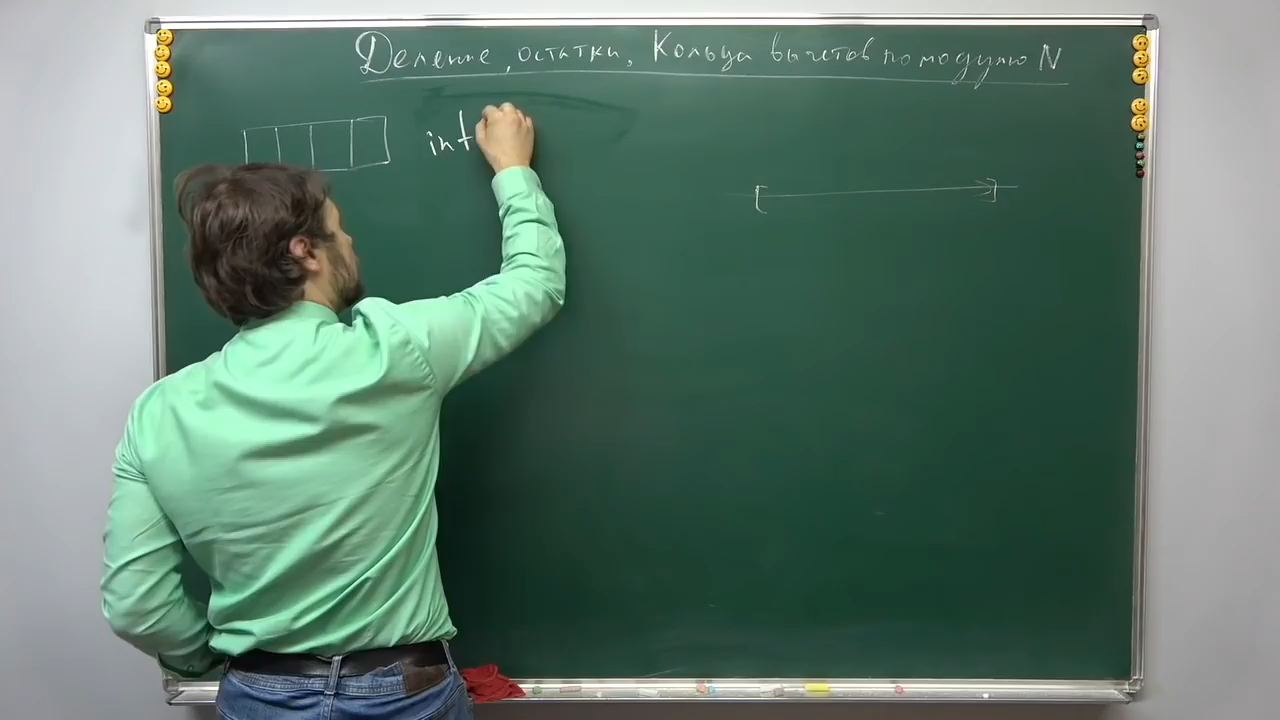 Деление, остатки, Кольца вычетов по модулю N
int